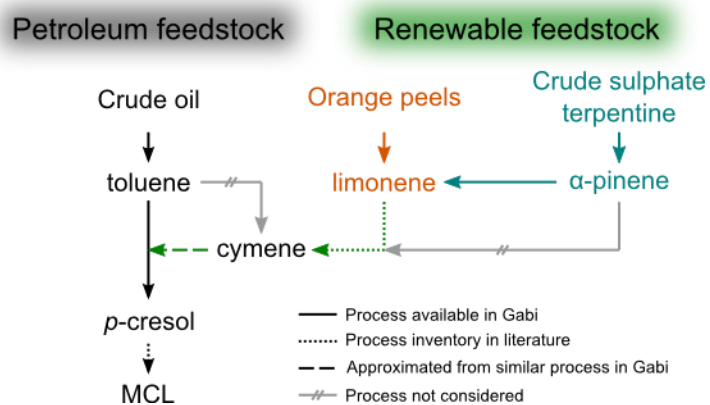 Petroleum feedstock
Renewable feedstock
Crude oil
Orange peels
Crude sulphate
terpentine
toluene
limonene
α-pinene
cymene
p-cresol
MCL
Process available in Gabi
Process inventory in literature
Approximated from similar process in Gabi
Process not considered